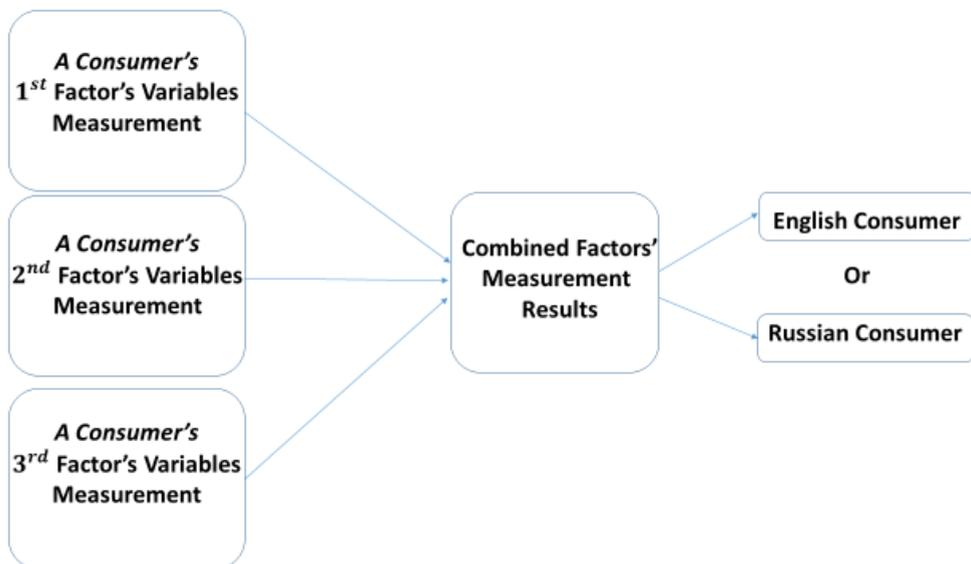 A Consumer's
1st Factor's Variables
Measurement
A Consumer's
2nd Factor's Variables
Measurement
A Consumer's
3rd Factor's Variables
Measurement
Combined Factors'
Measurement
Results
English Consumer
Or
Russian Consumer